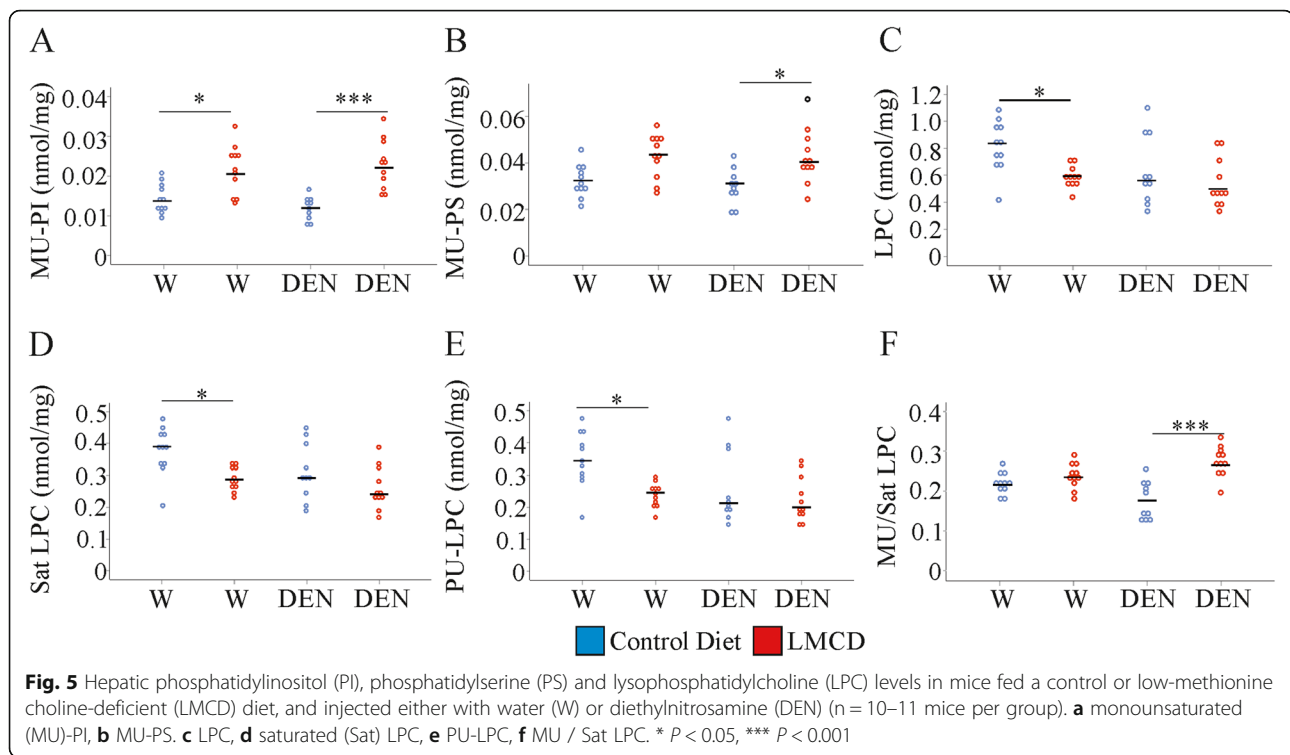 A
B
C
MU-PI (nmol/mg)
0.04
0.03
0.02
0.01
0
*
***
W W DEN DEN
MU-PS (nmol/mg)
0.06
0.04
0.02
0
*
W W DEN DEN
LPC (nmol/mg)
1.2
1.0
0.8
0.6
0.4
0.2
0
*
W W DEN DEN
D
E
F
Sat LPC (nmol/mg)
0.5
0.4
0.3
0.2
0.1
0
*
W W DEN DEN
PU-LPC (nmol/mg)
0.5
0.4
0.3
0.2
0.1
0
*
W W DEN DEN
MU/Sat LPC
0.4
0.3
0.2
0.1
0
***
W W DEN DEN
Control Diet LMCD
Fig. 5 Hepatic phosphatidylinositol (PI), phosphatidylserine (PS) and lysophosphatidylcholine (LPC) levels in mice fed a control or low-methionine
choline-deficient (LMCD) diet, and injected either with water (W) or diethylnitrosamine (DEN) (n = 10–11 mice per group). a monounsaturated
(MU)-PI, b MU-PS. c LPC, d saturated (Sat) LPC, e PU-LPC, f MU / Sat LPC. * P < 0.05, *** P < 0.001